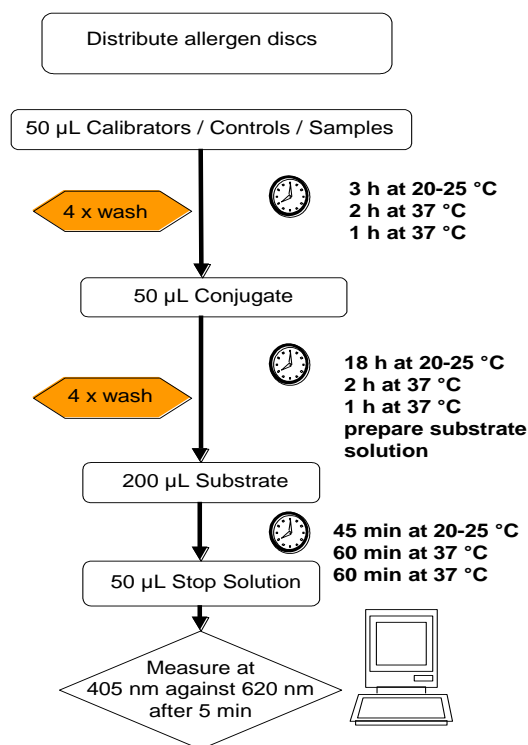 Distribute allergen discs
50 µL Calibrators / Controls / Samples
4 x wash
3 h at 20-25 °C
2 h at 37 °C
1 h at 37 °C
50 µL Conjugate
4 x wash
18 h at 20-25 °C
2 h at 37 °C
1 h at 37 °C
prepare substrate
solution
200 µL Substrate
45 min at 20-25 °C
60 min at 37 °C
60 min at 37 °C
50 µL Stop Solution
Measure at
405 nm against 620 nm
after 5 min